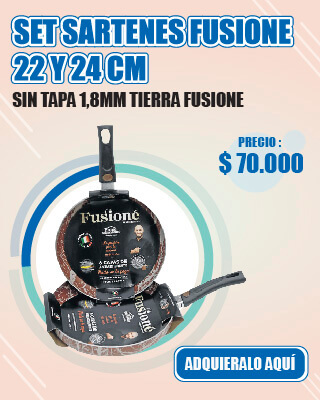 SET SARTENES FUSIONE
22 Y 24 CM
SIN TAPA 1,8MM TIERRA FUSIONE
PRECIO :
$ 70.000
Fusioné
Fusioné
ADQUIERALO AQUÍ